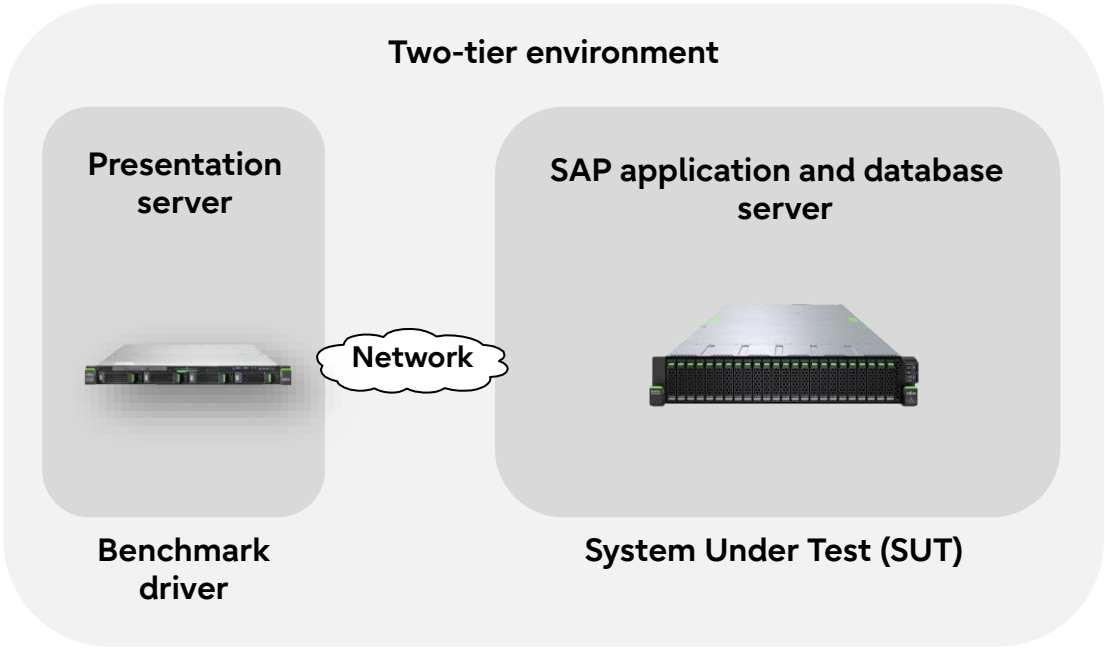 Two-tier environment
Presentation
server
SAP application and database
server
Network
Benchmark
driver
System Under Test (SUT)